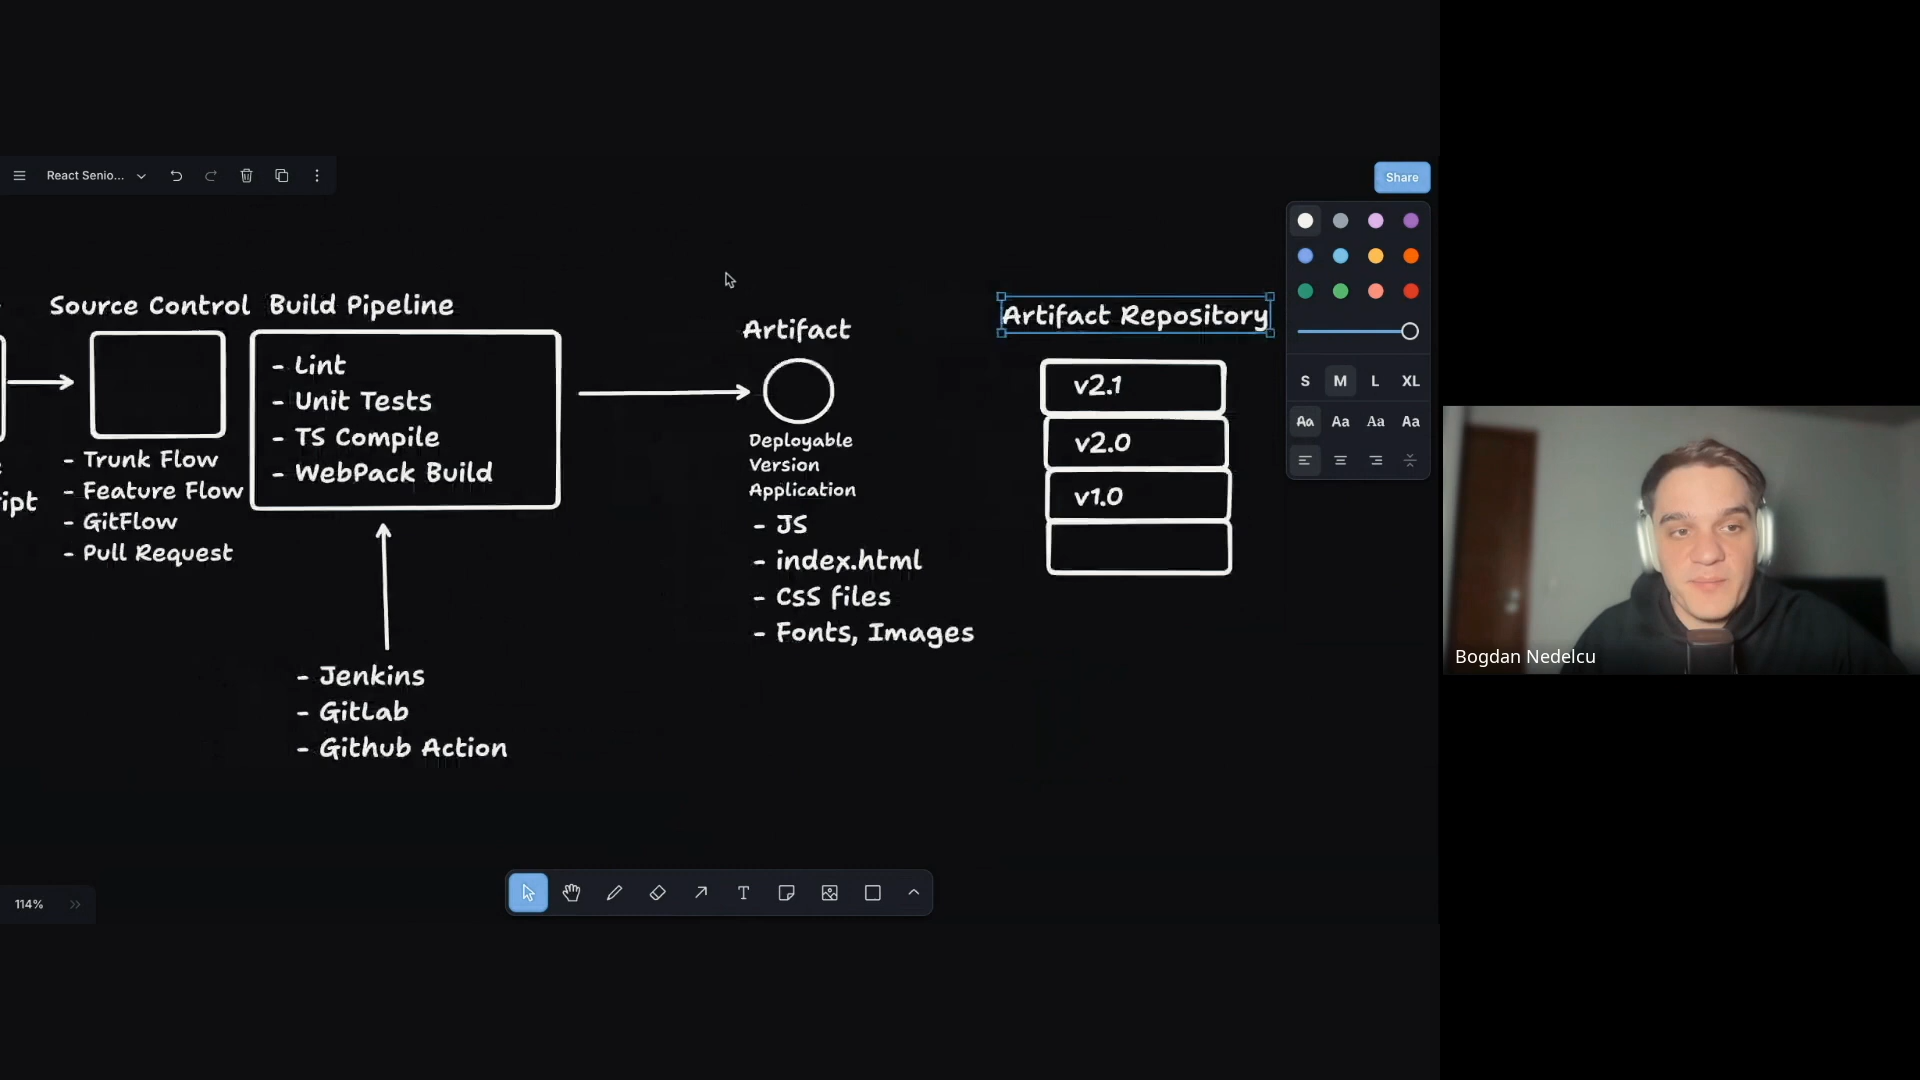 React Senio...
Share
Source Control
Build Pipeline
- Lint
- Unit Tests
- TS Compile
- WebPack Build
- Trunk Flow
- Feature Flow
- GitFlow
- Pull Request
ipt
- Jenkins
- GitLab
- Github Action
Artifact
Deployable
Version
Application
- JS
- index.html
- CSS files
- Fonts, Images
Artifact Repository
v2.1
v2.0
v1.0
S M L XL
Aa Aa Aa Aa
Bogdan Nedelcu
114%
T